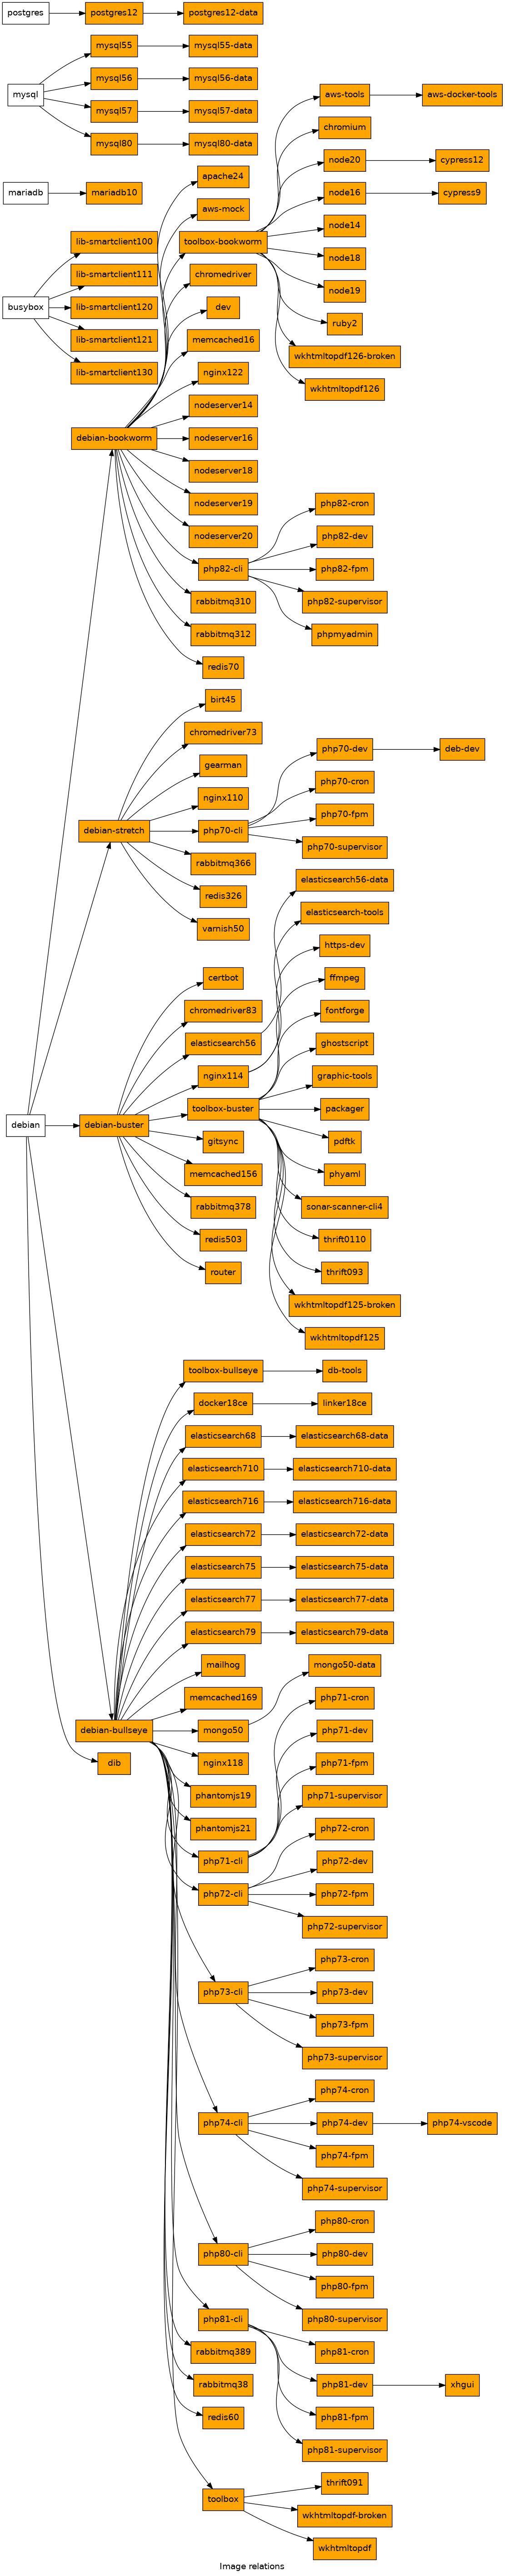 postgres
postgres12
postgres12-data
mysql55
mysql55-data
mysql56
mysql56-data
aws-tools
aws-docker-tools
mysql
mysql57
mysql57-data
chromium
mysql80
mysql80-data
node20
cypress12
apache24
mariadb
mariadb10
node16
cypress9
aws-mock
node14
lib-smartclient100
toolbox-bookworm
node18
lib-smartclient111
chromedriver
node19
busybox
lib-smartclient120
dev
ruby2
lib-smartclient121
memcached16
wkhtmltopdf126-broken
lib-smartclient130
nginx122
wkhtmltopdf126
nodeserver14
debian-bookworm
nodeserver16
nodeserver18
nodeserver19
php82-cron
nodeserver20
php82-dev
php82-cli
php82-fpm
rabbitmq310
php82-supervisor
rabbitmq312
phpmyadmin
redis70
birt45
chromedriver73
php70-dev
deb-dev
gearman
php70-cron
nginx110
php70-fpm
debian-stretch
php70-cli
php70-supervisor
rabbitmq366
elasticsearch56-data
redis326
elasticsearch-tools
varnish50
https-dev
certbot
ffmpeg
chromedriver83
fontforge
elasticsearch56
ghostscript
nginx114
graphic-tools
toolbox-buster
packager
debian
debian-buster
gitsync
pdftk
memcached156
phyaml
rabbitmq378
sonar-scanner-cli4
redis503
thrift0110
router
thrift093
wkhtmltopdf125-broken
wkhtmltopdf125
toolbox-bullseye
db-tools
docker18ce
linker18ce
elasticsearch68
elasticsearch68-data
elasticsearch710
elasticsearch710-data
elasticsearch716
elasticsearch716-data
elasticsearch72
elasticsearch72-data
elasticsearch75
elasticsearch75-data
elasticsearch77
elasticsearch77-data
elasticsearch79
elasticsearch79-data
mailhog
mongo50-data
memcached169
php71-cron
debian-bullseye
mongo50
php71-dev
dib
nginx118
php71-fpm
phantomjs19
php71-supervisor
phantomjs21
php72-cron
php71-cli
php72-dev
php72-cli
php72-fpm
php72-supervisor
php73-cron
php73-cli
php73-dev
php73-fpm
php73-supervisor
php74-cron
php74-cli
php74-dev
php74-vscode
php74-fpm
php74-supervisor
php80-cron
php80-cli
php80-dev
php80-fpm
php81-cli
php80-supervisor
rabbitmq389
php81-cron
rabbitmq38
php81-dev
xhgui
redis60
php81-fpm
php81-supervisor
thrift091
toolbox
wkhtmltopdf-broken
wkhtmltopdf
Image relations